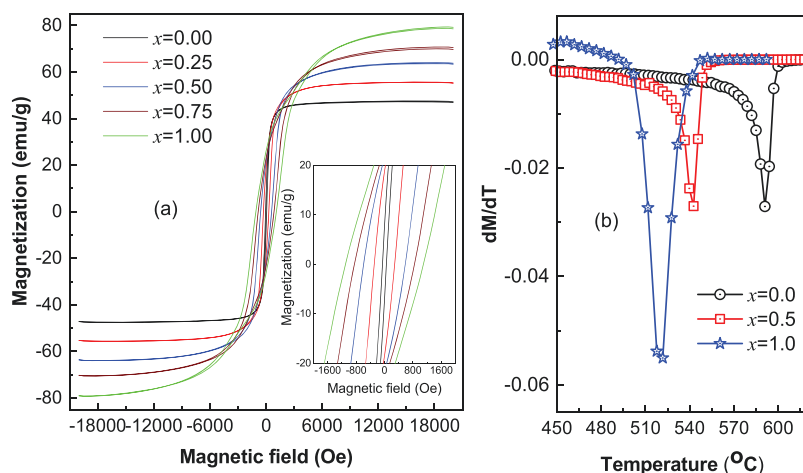 80
60
40
20
0
-20
-40
-60
-80
Magnetization (emu/g)
x=0.00
x=0.25
x=0.50
x=0.75
x=1.00
(a)
20
10
0
-10
-20
Magnetization (emu/g)
-1600 -800 0 800 1600
Magnetic field (Oe)
-18000 -12000 -6000 0 6000 12000 18000
Magnetic field (Oe)
0.00
-0.02
-0.04
-0.06
dM/dT
(b)
x=0.0
x=0.5
x=1.0
450 480 510 540 570 600
Temperature (ºC)